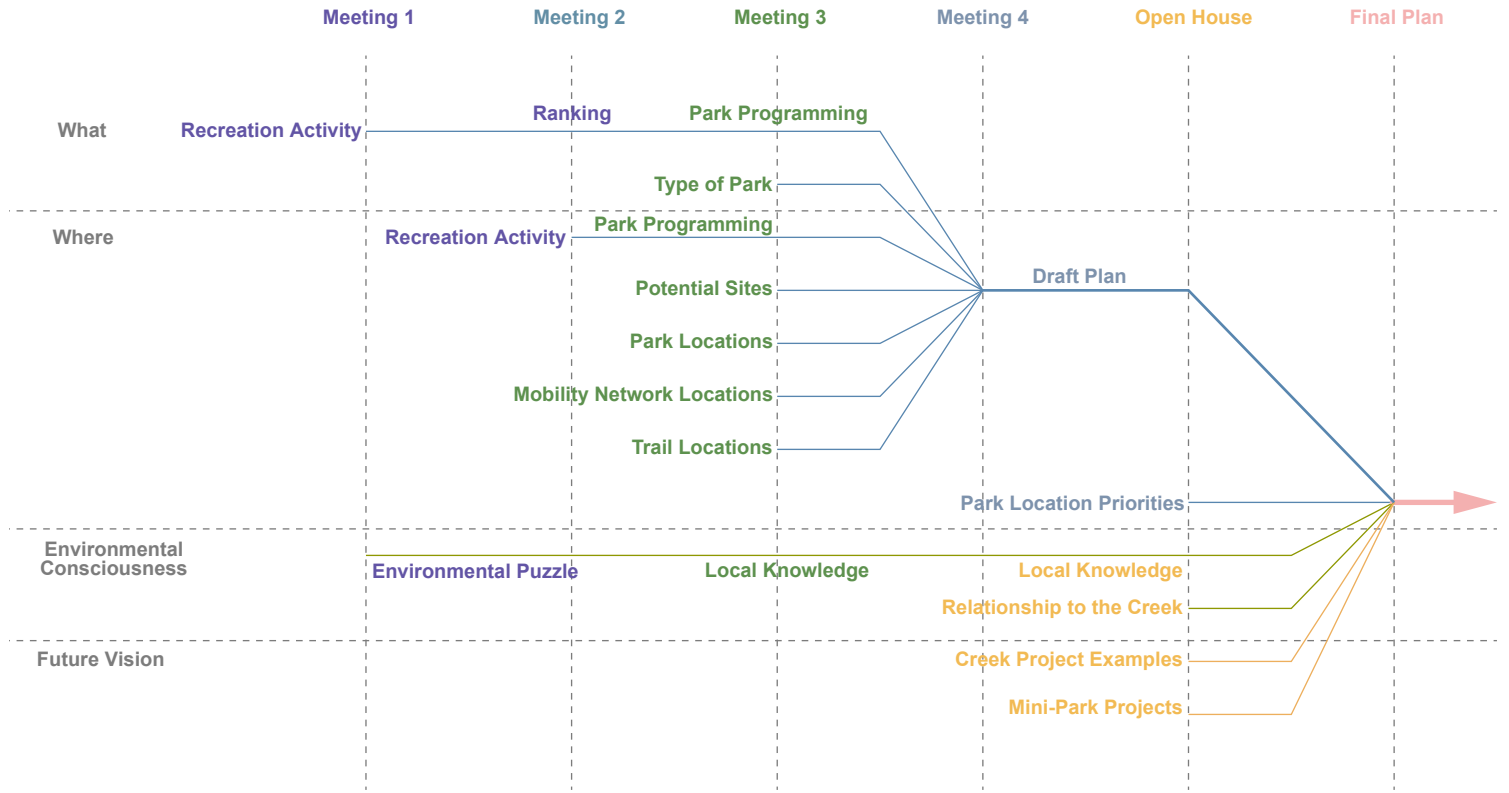 Meeting 1
Meeting 2
Meeting 3
Meeting 4
Open House
Final Plan
What
Recreation Activity
Ranking
Park Programming
Type of Park
Where
Recreation Activity
Park Programming
Potential Sites
Draft Plan
Park Locations
Mobility Network Locations
Trail Locations
Park Location Priorities
Environmental
Consciousness
Environmental Puzzle
Local Knowledge
Local Knowledge
Relationship to the Creek
Future Vision
Creek Project Examples
Mini-Park Projects